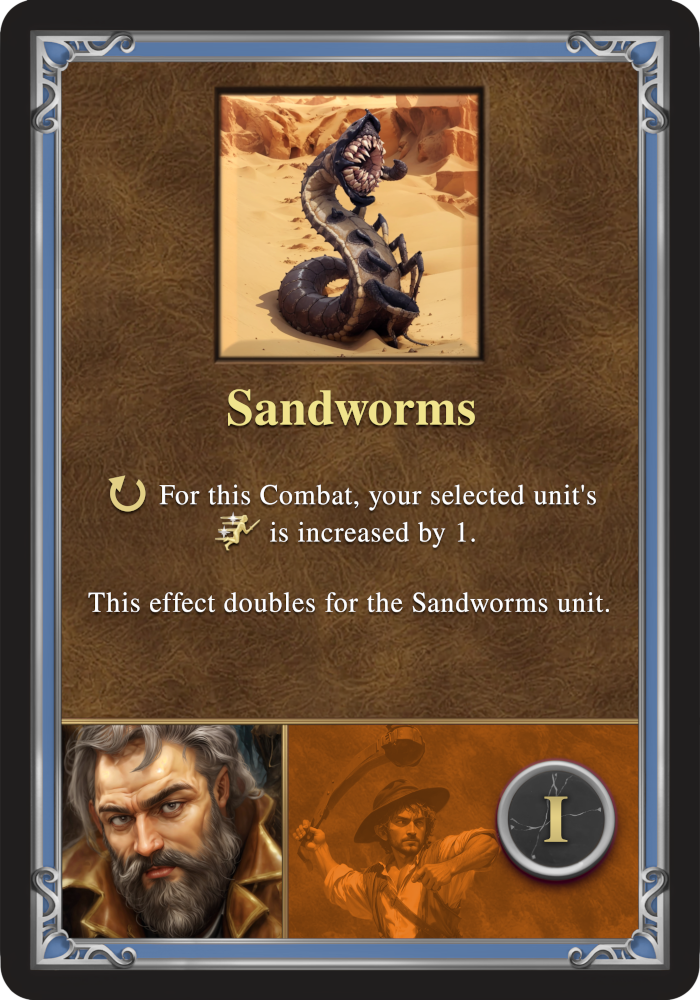 Sandworms
For this Combat, your selected unit's
is increased by 1.
This effect doubles for the Sandworms unit.
I